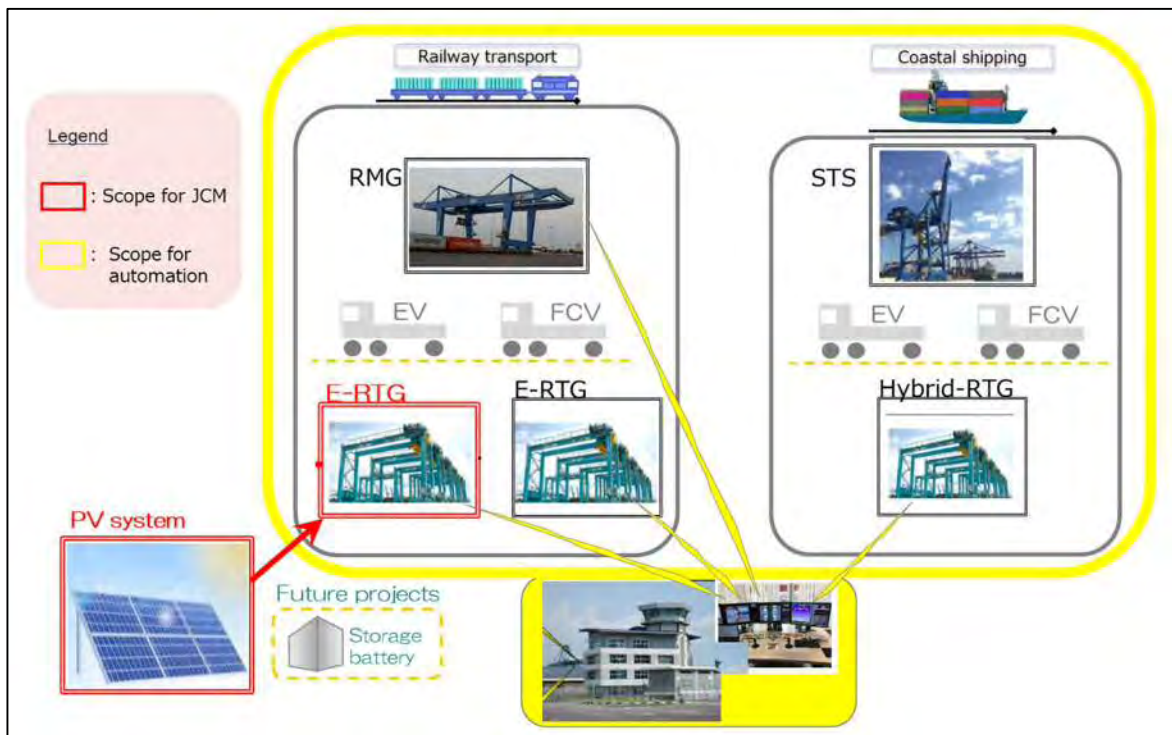 Railway transport
Coastal shipping
Legend
: Scope for JCM
: Scope for
automation
RMG
STS
EV
FCV
EV
FCV
E-RTG
E-RTG
Hybrid-RTG
PV system
Future projects
Storage
battery